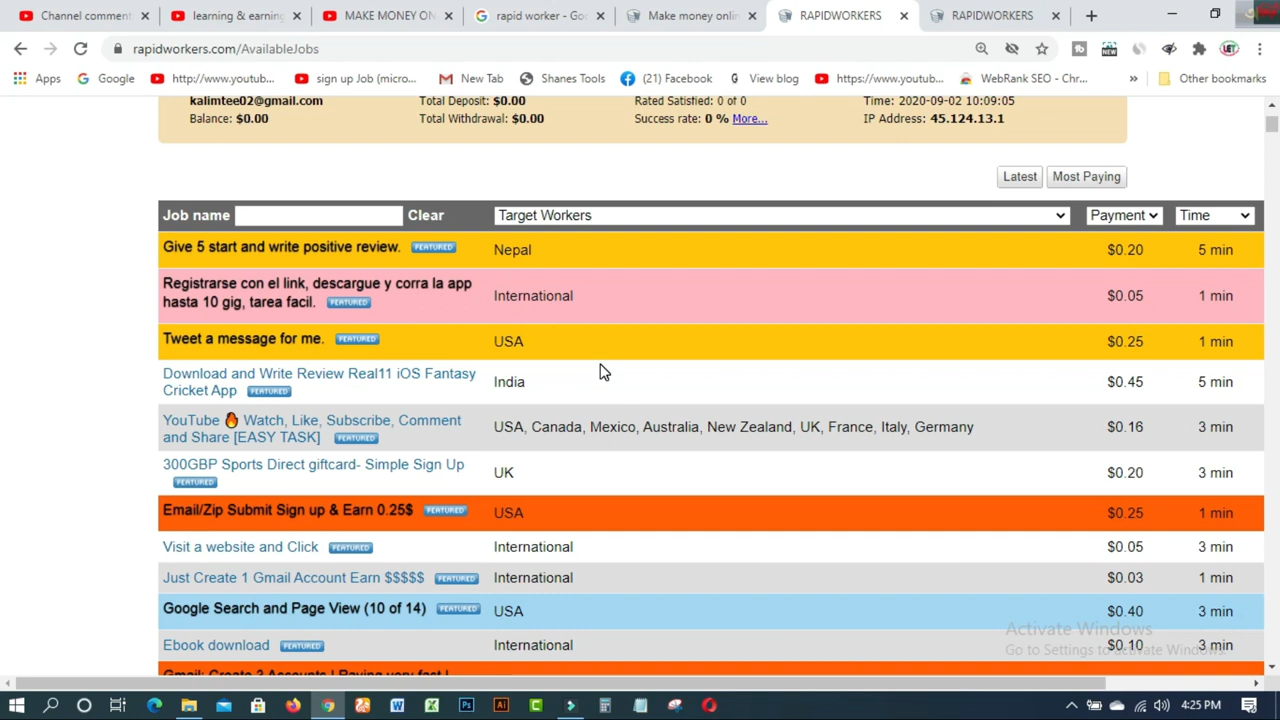 Channel comment
learning & earning
MAKE MONEY ON
rapid worker - Goo
Make money onlin
RAPIDWORKERS
RAPIDWORKERS
rapidworkers.com/AvailableJobs
Apps
Google
http://www.youtub...
sign up Job (micro...
New Tab
Shanes Tools
(21) Facebook
View blog
https://www.youtu...
WebRank SEO - Chr...
Other bookmarks
kalimtee02@gmail.com
Total Deposit: $0.00
Rated Satisfied: 0 of 0
Time: 2020-09-02 10:09:05
Balance: $0.00
Total Withdrawal: $0.00
Success rate: 0 % More...
IP Address: 45.124.13.1
Latest
Most Paying
Job name
Clear
Target Workers
Payment
Time
Give 5 start and write positive review. FEATURED
Nepal
$0.20
5 min
Registrarse con el link, descargue y corra la app
hasta 10 gig, tarea facil. FEATURED
International
$0.05
1 min
Tweet a message for me. FEATURED
USA
$0.25
1 min
Download and Write Review Real11 iOS Fantasy
Cricket App FEATURED
India
$0.45
5 min
YouTube 🔥 Watch, Like, Subscribe, Comment
and Share [EASY TASK] FEATURED
USA, Canada, Mexico, Australia, New Zealand, UK, France, Italy, Germany
$0.16
3 min
300GBP Sports Direct giftcard- Simple Sign Up
FEATURED
UK
$0.20
3 min
Email/Zip Submit Sign up & Earn 0.25$ FEATURED
USA
$0.25
1 min
Visit a website and Click FEATURED
International
$0.05
3 min
Just Create 1 Gmail Account Earn $$$$$ FEATURED
International
$0.03
1 min
Google Search and Page View (10 of 14) FEATURED
USA
$0.40
3 min
Ebook download FEATURED
International
$0.10
3 min
Gmail: Create 3 Accounts | Paying very fast !
Activate Windows
Go to Settings to activate Windows.
4:25 PM